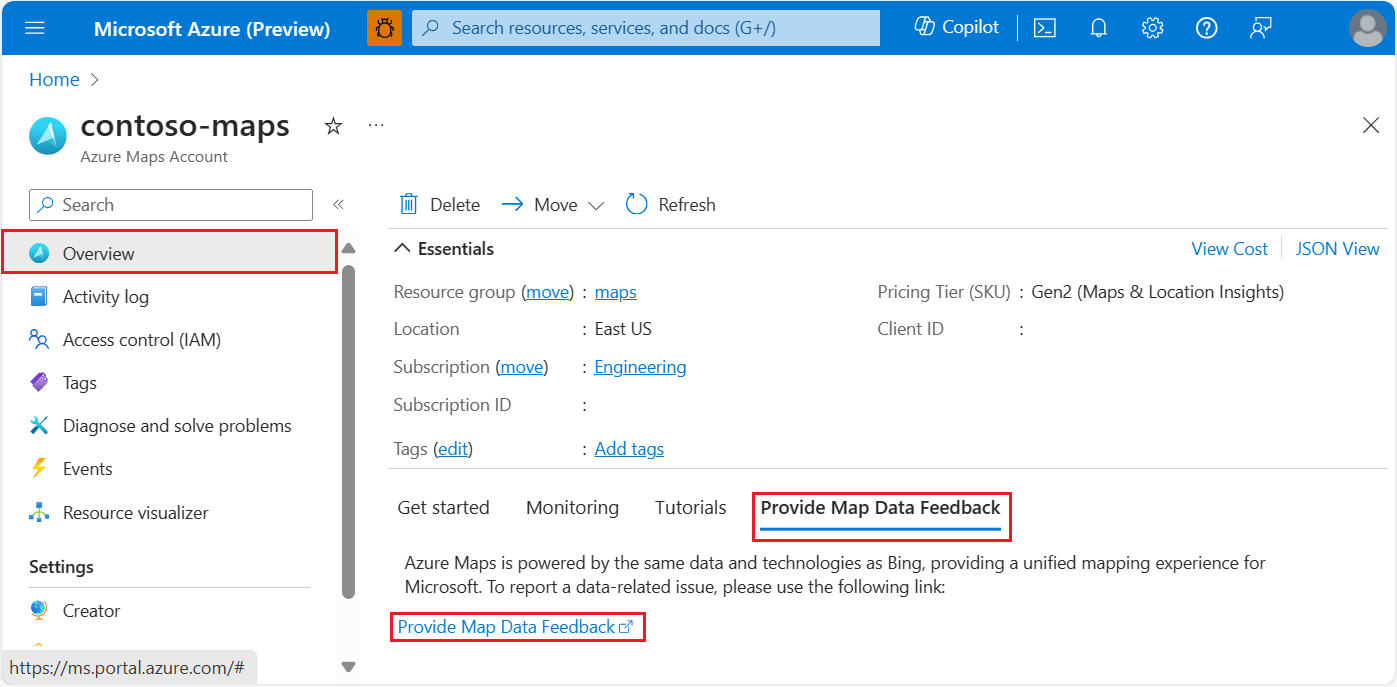 Microsoft Azure (Preview)
Search resources, services, and docs (G+/)
Copilot
Home
contoso-maps
Azure Maps Account
Search
Overview
Activity log
Access control (IAM)
Tags
Diagnose and solve problems
Events
Resource visualizer
Settings
Creator
https://ms.portal.azure.com/#
Delete
Move
Refresh
Essentials
View Cost
JSON View
Resource group (move) : maps
Location : East US
Subscription (move) : Engineering
Subscription ID :
Tags (edit) : Add tags
Pricing Tier (SKU) : Gen2 (Maps & Location Insights)
Client ID :
Get started
Monitoring
Tutorials
Provide Map Data Feedback
Azure Maps is powered by the same data and technologies as Bing, providing a unified mapping experience for
Microsoft. To report a data-related issue, please use the following link:
Provide Map Data Feedback